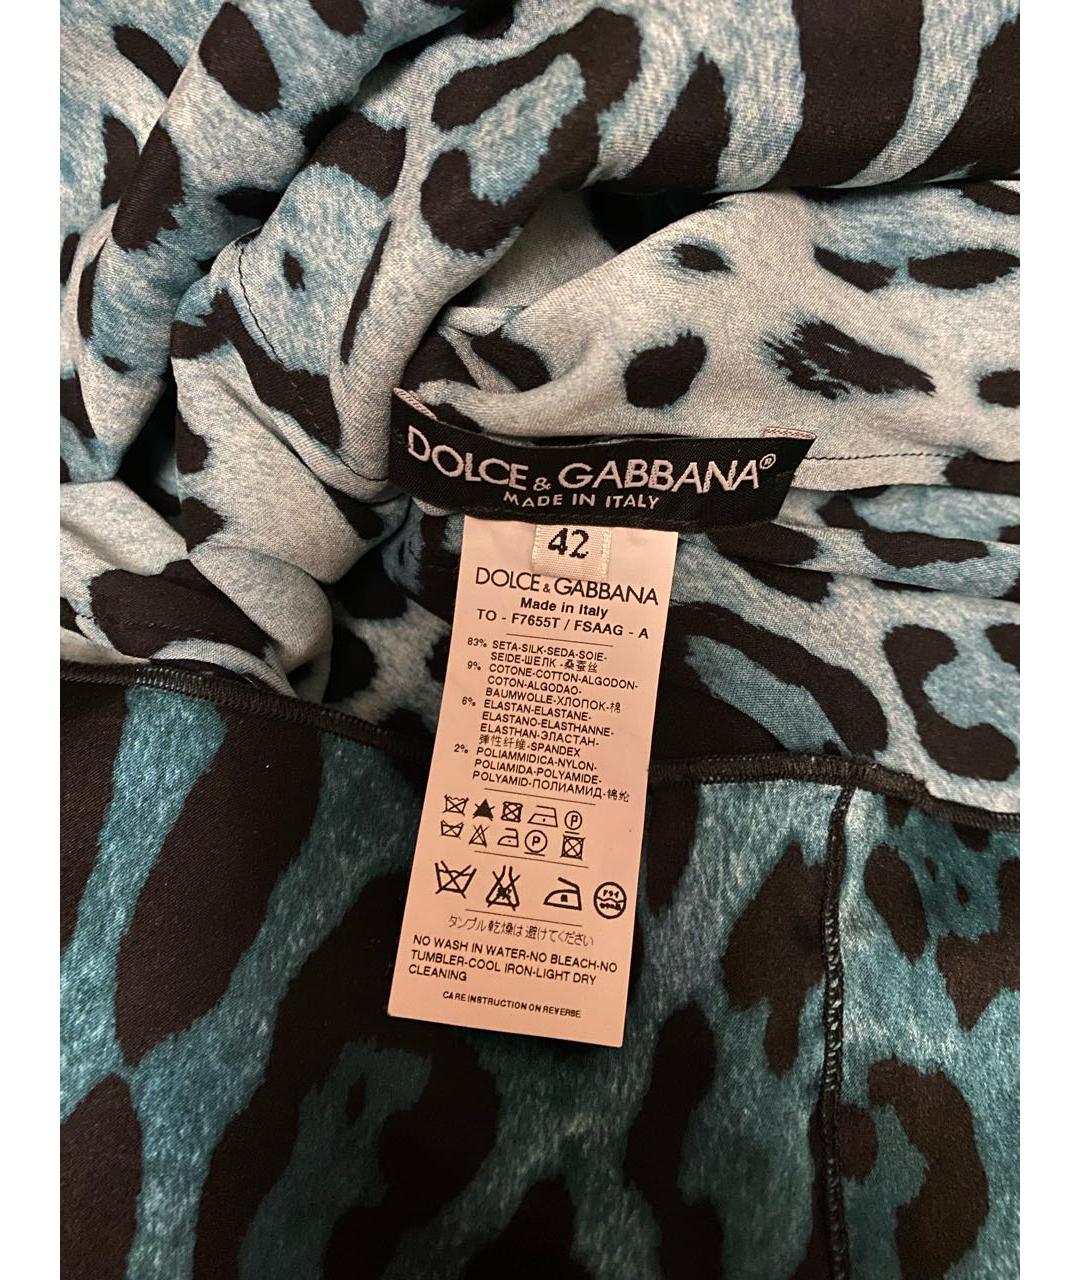 DOLCE & GABBANA®
MADE IN ITALY
42
DOLCE & GABBANA
Made in Italy
TO - F7655T / FSAAG - A
83% SETA-SILK-SEDA-SOIE-
SEIDE-ШЕЛК -桑蚕丝
9% COTONE-COTTON-ALGODON-
COTON-ALGODAO-
BAUMWOLLE-ХЛОПОК-棉
6% ELASTAN-ELASTANE-
ELASTANO-ELASTHANNE-
ELASTHAN-ЭЛАСТАН-
弹性纤维-SPANDEX
2% POLIAMMIDICA-NYLON-
POLIAMIDA-POLYAMIDE-
POLYAMID-ПОЛИАМИД-锦纶
P
P
ドライ
タンブル乾燥は避けてください
NO WASH IN WATER-NO BLEACH-NO
TUMBLER-COOL IRON-LIGHT DRY
CLEANING
CARE INSTRUCTION ON REVERSE